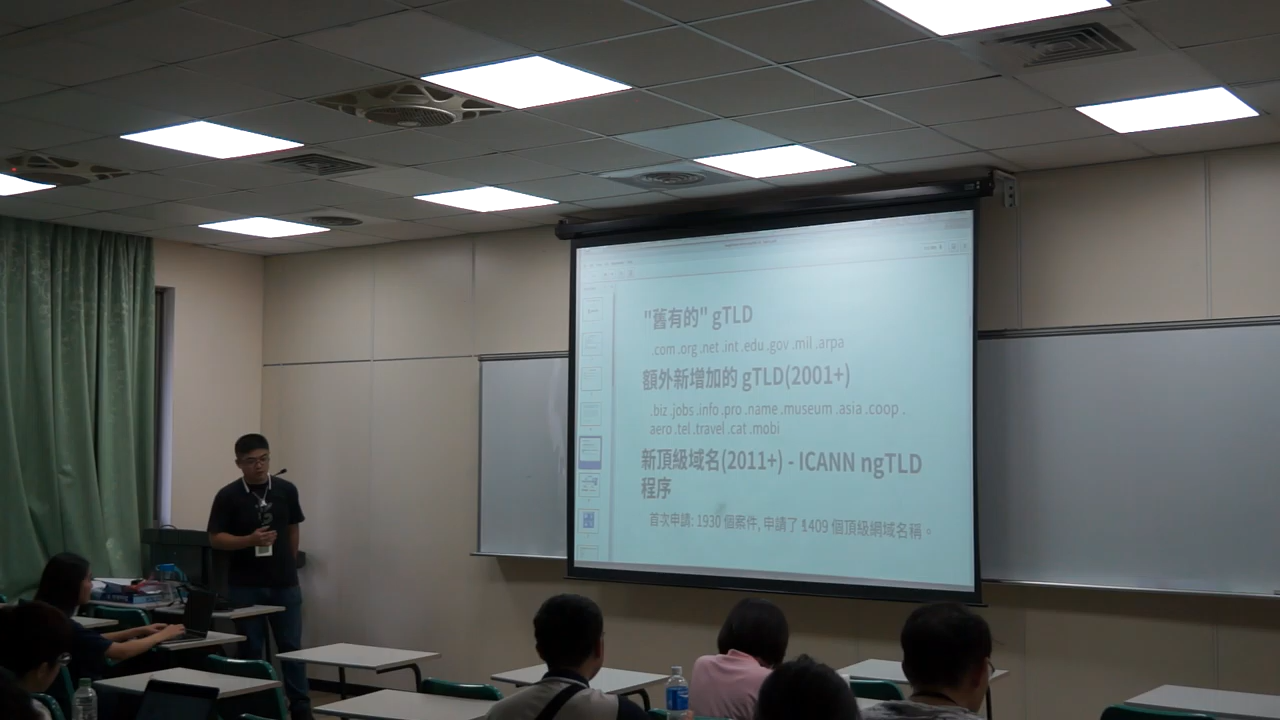 "舊有的" gTLD
.com .org .net .int .edu .gov .mil .arpa
額外新增加的 gTLD(2001+)
.biz .jobs .info .pro .name .museum .asia .coop .
aero .tel .travel .cat .mobi
新頂級域名(2011+) - ICANN ngTLD
程序
首次申請: 1930 個案件, 申請了 1409 個頂級網域名稱。